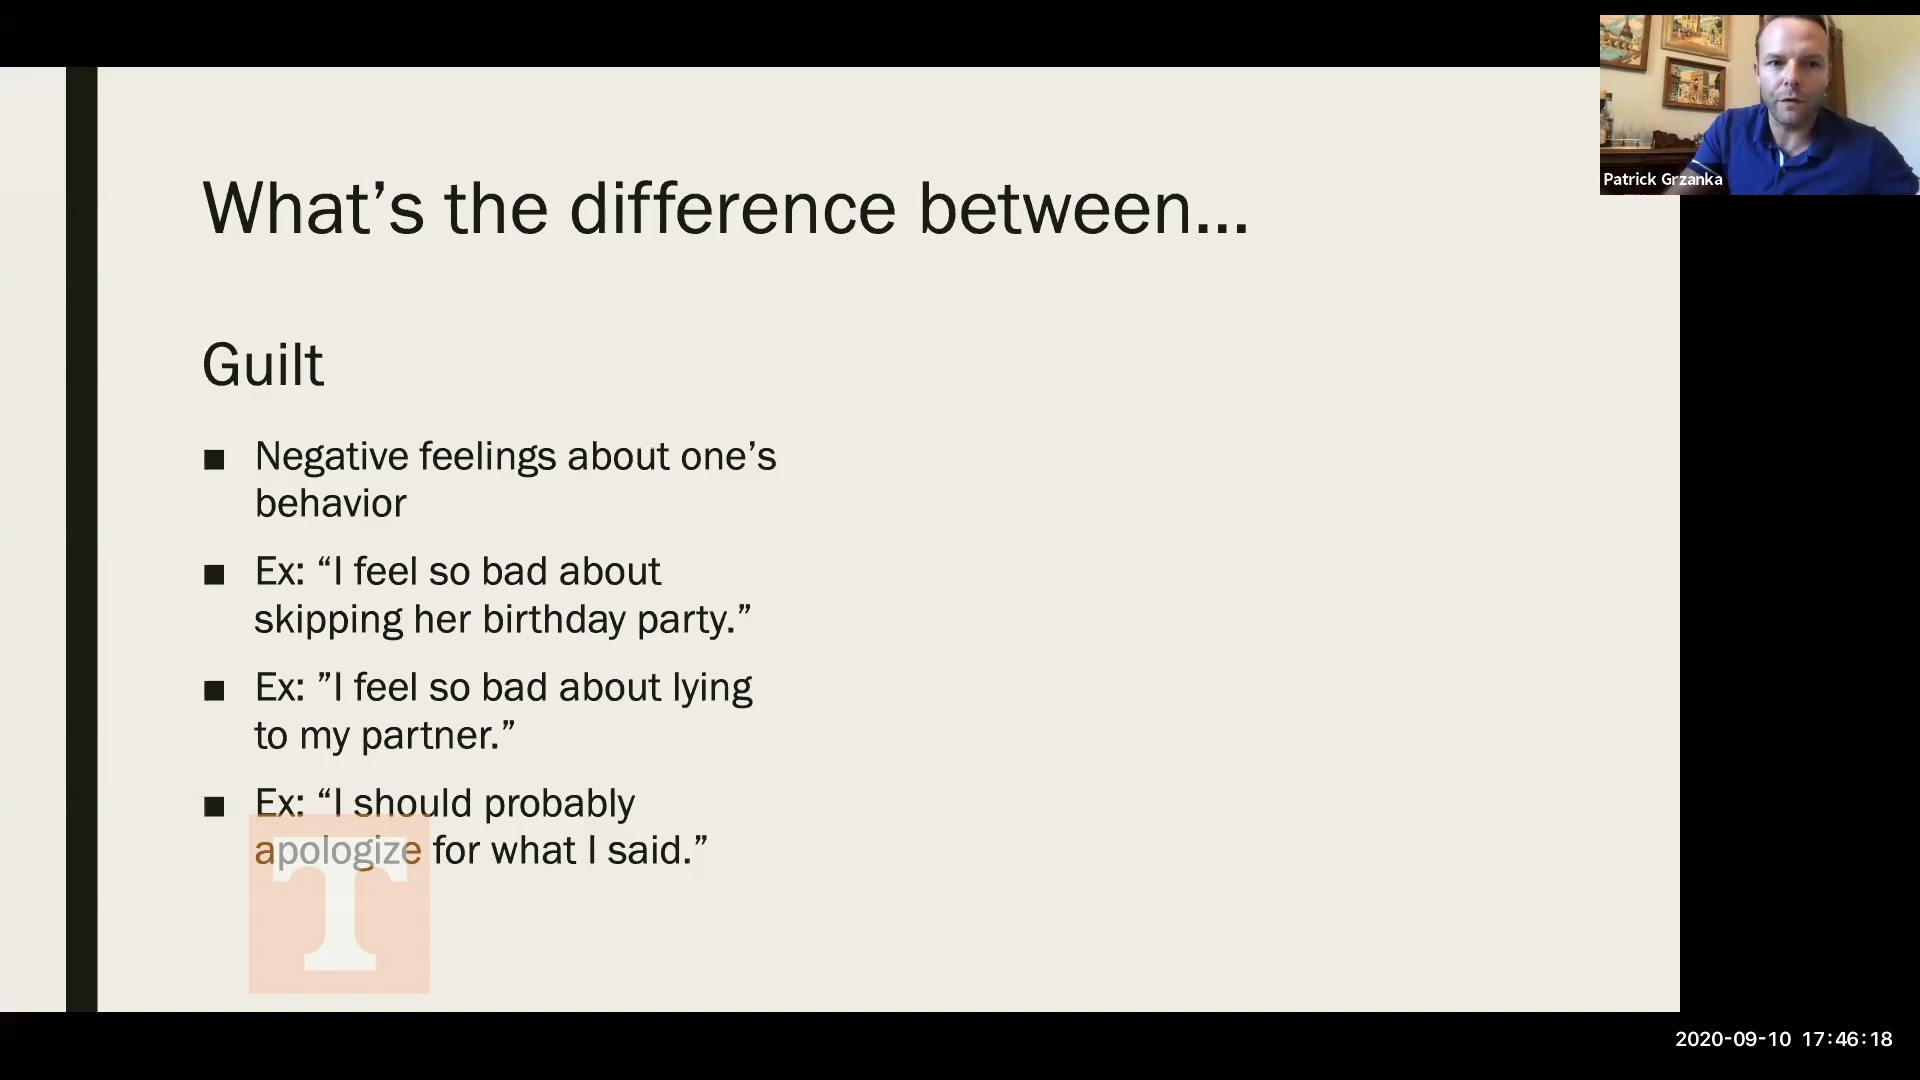 What’s the difference between...
Guilt
■ Negative feelings about one’s
behavior
■ Ex: “I feel so bad about
skipping her birthday party.”
■ Ex: ”I feel so bad about lying
to my partner.”
■ Ex: “I should probably
apologize for what I said.”
T
Patrick Grzanka
2020-09-10 17:46:18